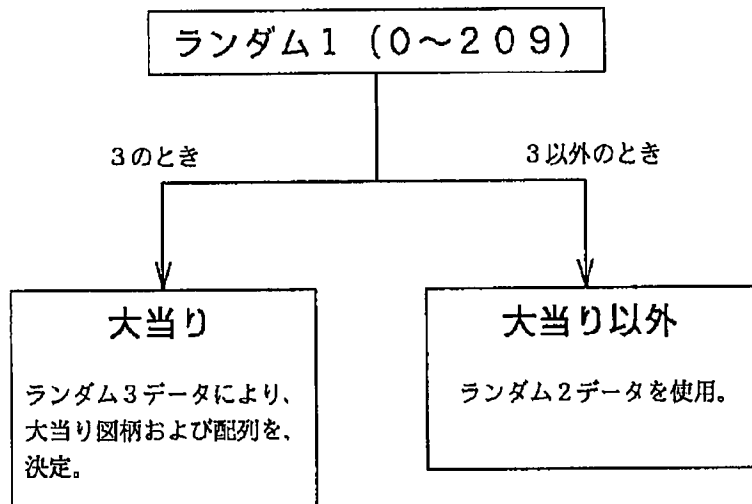 ランダム1（0～209）
3のとき
3以外のとき
大当り
ランダム3データにより、
大当り図柄および配列を、
決定。
大当り以外
ランダム2データを使用。